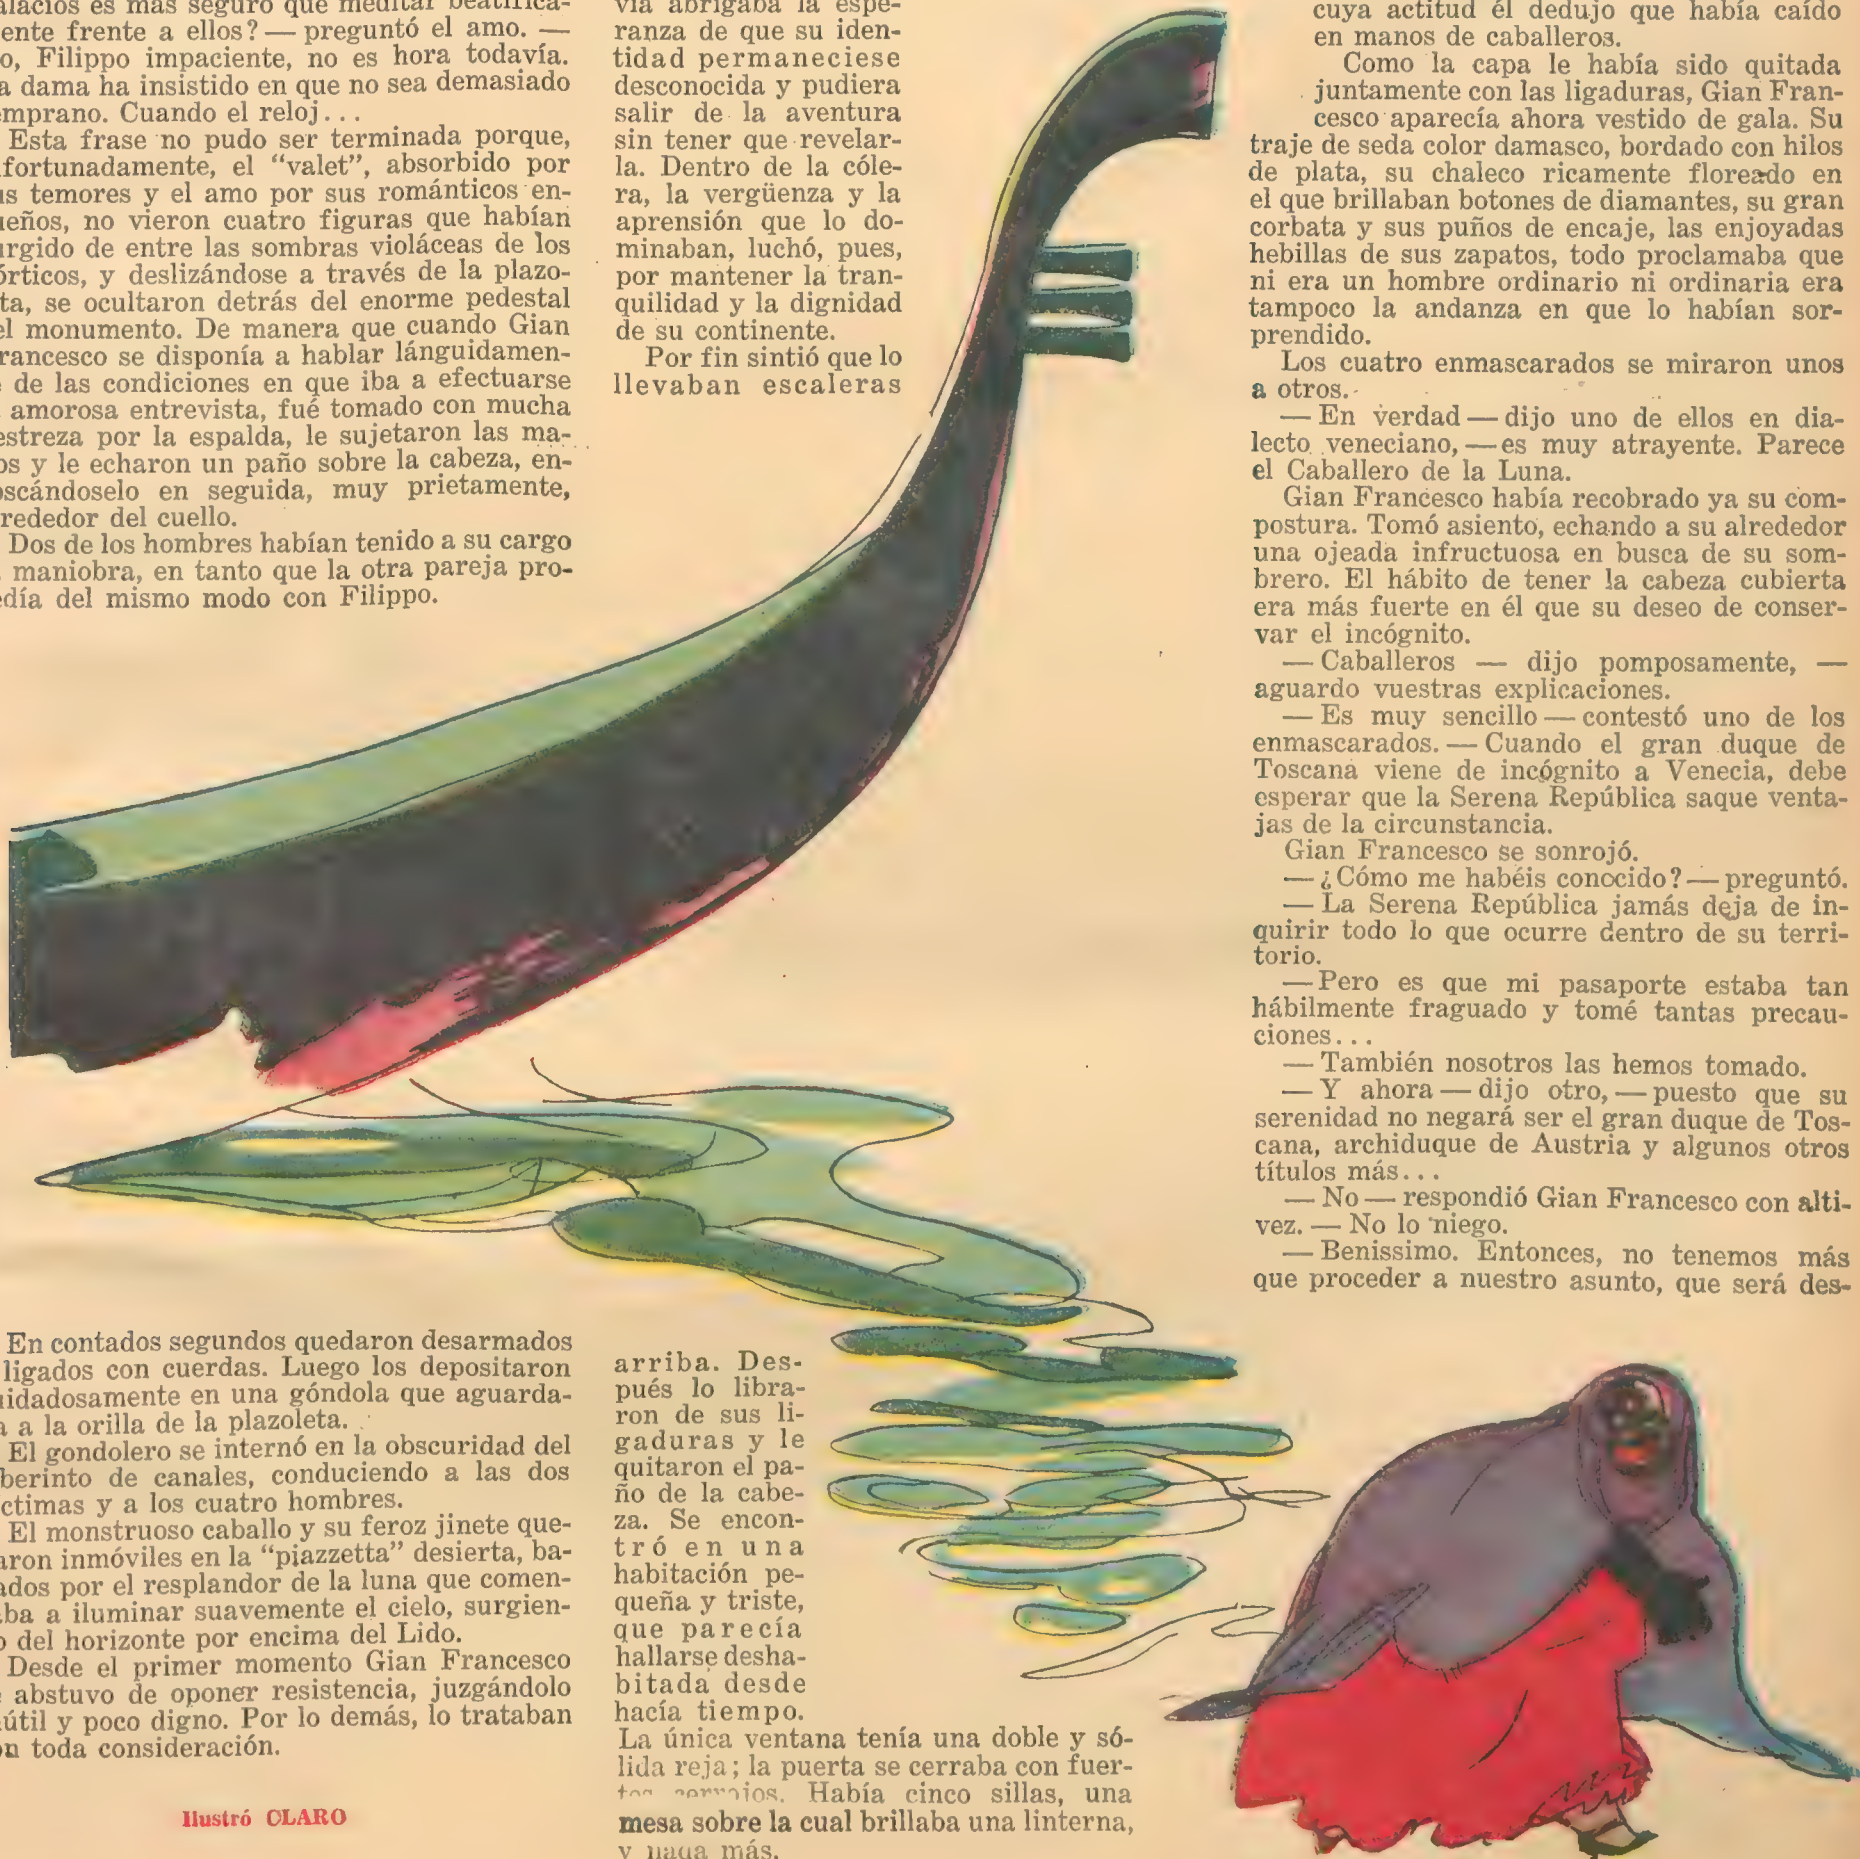 alacios es más seguro que meditar beatífica-
ente frente a ellos? — preguntó el amo. —
o, Filippo impaciente, no es hora todavía.
a dama ha insistido en que no sea demasiado
emprano. Cuando el reloj...
Esta frase no pudo ser terminada porque,
fortunadamente, el “valet”, absorbido por
us temores y el amo por sus románticos en-
ueños, no vieron cuatro figuras que habían
urgido de entre las sombras violáceas de los
órticos, y deslizándose a través de la plazo-
ta, se ocultaron detrás del enorme pedestal
el monumento. De manera que cuando Gian
rancesco se disponía a hablar lánguidamen-
e de las condiciones en que iba a efectuarse
amorosa entrevista, fué tomado con mucha
estreza por la espalda, le sujetaron las ma-
os y le echaron un paño sobre la cabeza, en-
oscándoselo en seguida, muy prietamente,
rededor del cuello.
Dos de los hombres habían tenido a su cargo
maniobra, en tanto que la otra pareja pro-
edía del mismo modo con Filippo.
En contados segundos quedaron desarmados
ligados con cuerdas. Luego los depositaron
uidadosamente en una góndola que aguarda-
a a la orilla de la plazoleta.
El gondolero se internó en la obscuridad del
berinto de canales, conduciendo a las dos
ctimas y a los cuatro hombres.
El monstruoso caballo y su feroz jinete que-
aron inmóviles en la “piazzetta” desierta, ba-
ados por el resplandor de la luna que comen-
aba a iluminar suavemente el cielo, surgien-
o del horizonte por encima del Lido.
Desde el primer momento Gian Francesco
e abstuvo de oponer resistencia, juzgándolo
útil y poco digno. Por lo demás, lo trataban
on toda consideración.
Ilustró CLARO
vía abrigaba la espe-
ranza de que su iden-
tidad permaneciese
desconocida y pudiera
salir de la aventura
sin tener que revelar-
la. Dentro de la cóle-
ra, la vergüenza y la
aprensión que lo do-
minaban, luchó, pues,
por mantener la tran-
quilidad y la dignidad
de su continente.
Por fin sintió que lo
llevaban escaleras
arriba. Des-
pués lo libra-
ron de sus li-
gaduras y le
quitaron el pa-
ño de la cabe-
za. Se encon-
tró en una
habitación pe-
queña y triste,
que parecía
hallarse desha-
bitada desde
hacía tiempo.
La única ventana tenía una doble y só-
lida reja; la puerta se cerraba con fuer-
tes cerrojos. Había cinco sillas, una
mesa sobre la cual brillaba una linterna,
y nada más.
cuya actitud él dedujo que había caído
en manos de caballeros.
Como la capa le había sido quitada
juntamente con las ligaduras, Gian Fran-
cesco aparecía ahora vestido de gala. Su
traje de seda color damasco, bordado con hilos
de plata, su chaleco ricamente floreado en
el que brillaban botones de diamantes, su gran
corbata y sus puños de encaje, las enjoyadas
hebillas de sus zapatos, todo proclamaba que
ni era un hombre ordinario ni ordinaria era
tampoco la andanza en que lo habían sor-
prendido.
Los cuatro enmascarados se miraron unos
a otros.
— En verdad — dijo uno de ellos en dia-
lecto veneciano, — es muy atrayente. Parece
el Caballero de la Luna.
Gian Francesco había recobrado ya su com-
postura. Tomó asiento, echando a su alrededor
una ojeada infructuosa en busca de su som-
brero. El hábito de tener la cabeza cubierta
era más fuerte en él que su deseo de conser-
var el incógnito.
— Caballeros — dijo pomposamente, —
aguardo vuestras explicaciones.
— Es muy sencillo — contestó uno de los
enmascarados. — Cuando el gran duque de
Toscana viene de incógnito a Venecia, debe
esperar que la Serena República saque venta-
jas de la circunstancia.
Gian Francesco se sonrojó.
— ¿Cómo me habéis conocido? — preguntó.
— La Serena República jamás deja de in-
quirir todo lo que ocurre dentro de su terri-
torio.
— Pero es que mi pasaporte estaba tan
hábilmente fraguado y tomé tantas precau-
ciones...
— También nosotros las hemos tomado.
— Y ahora — dijo otro, — puesto que su
serenidad no negará ser el gran duque de Tos-
cana, archiduque de Austria y algunos otros
títulos más...
— No — respondió Gian Francesco con alti-
vez. — No lo niego.
— Benissimo. Entonces, no tenemos más
que proceder a nuestro asunto, que será des-